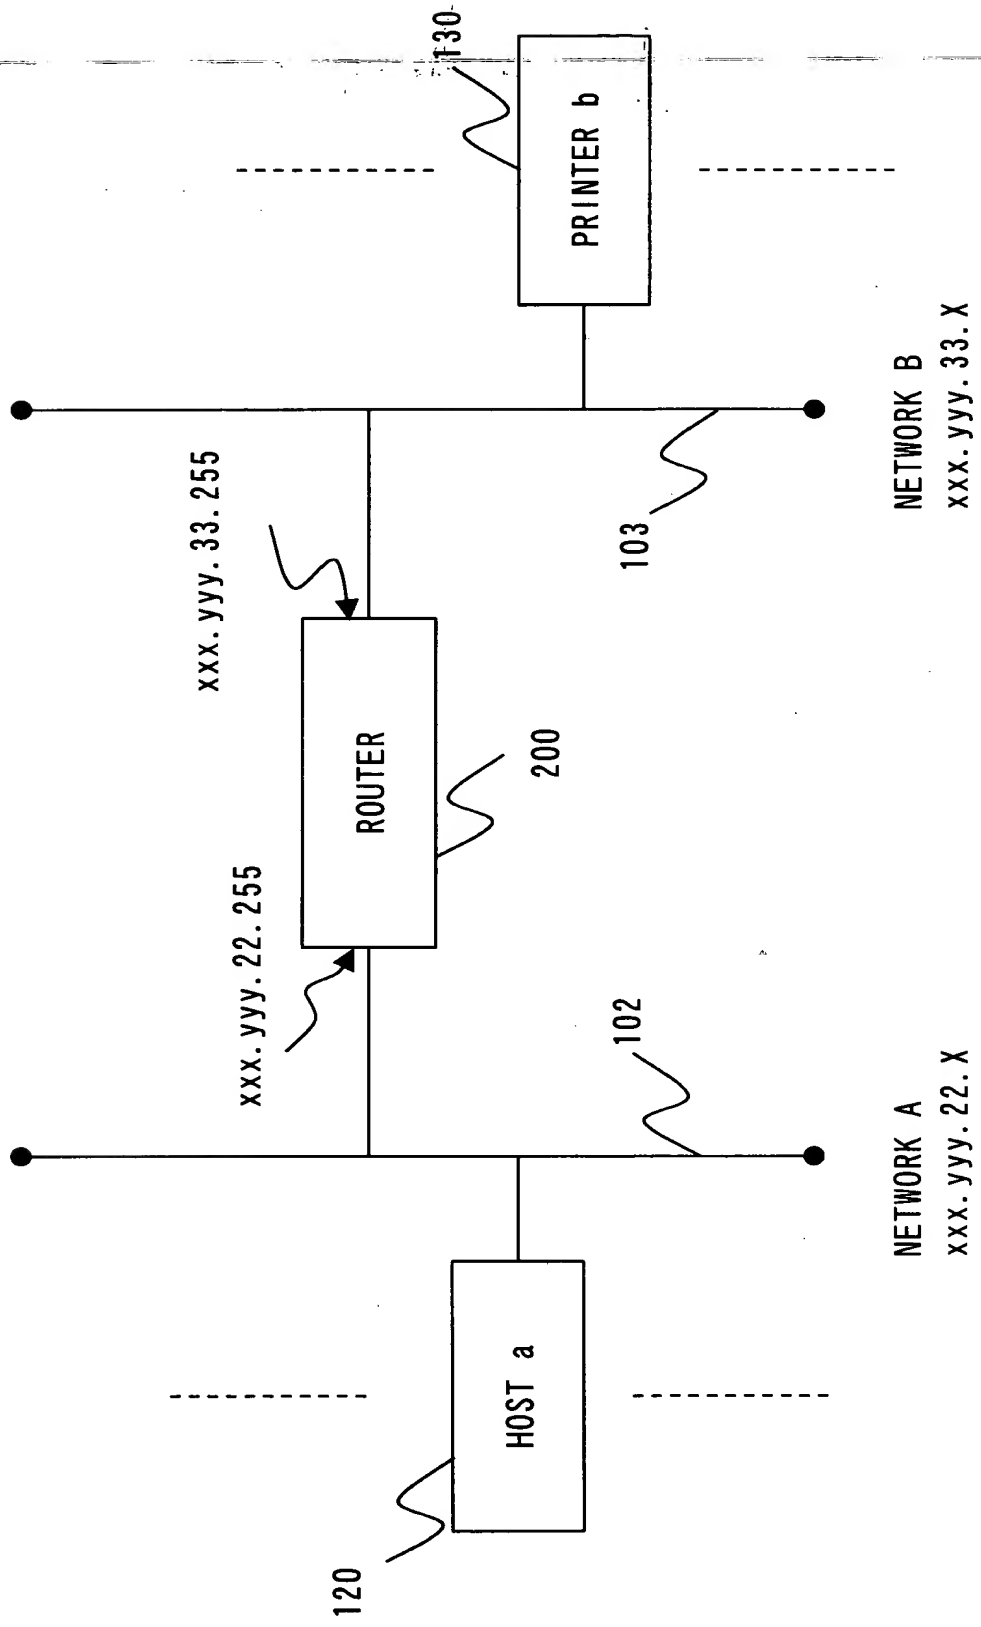 120
HOST a
NETWORK A
xxx.yyy.22.X
102
xxx.yyy.22.255
ROUTER
200
xxx.yyy.33.255
103
NETWORK B
xxx.yyy.33.X
PRINTER b
130